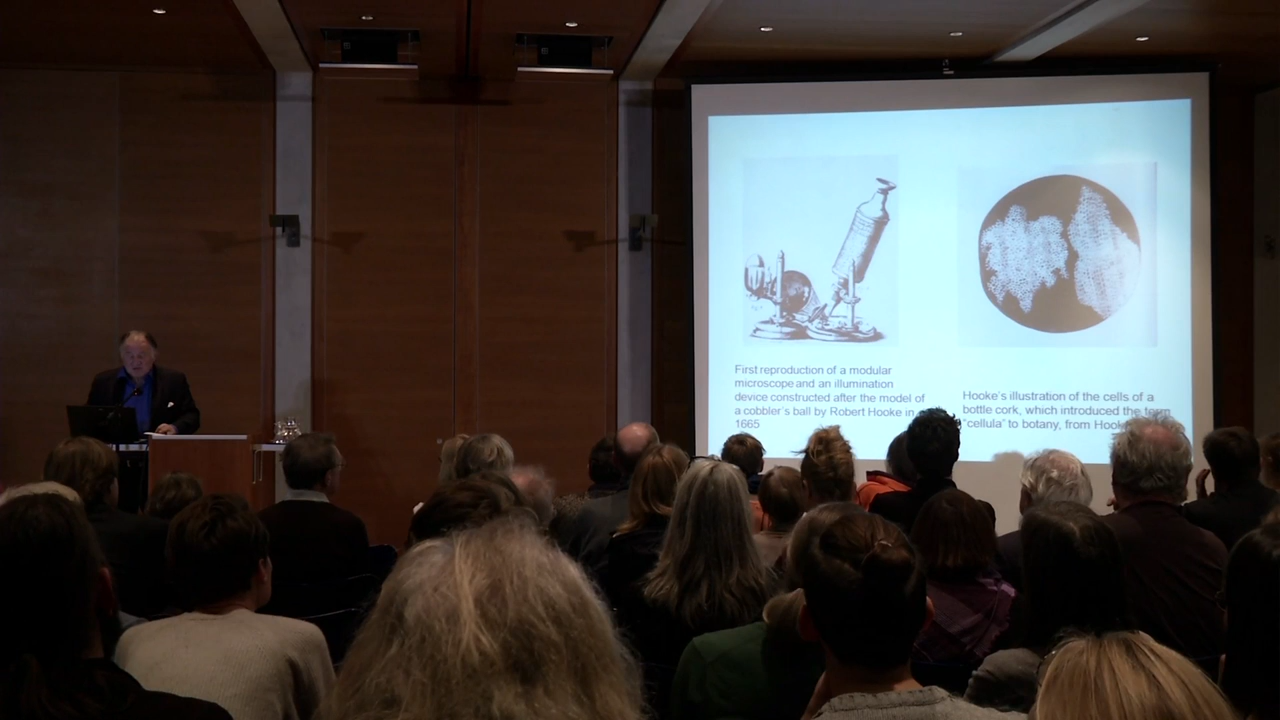 First reproduction of a modular
microscope and an illumination
device constructed after the model of
a cobbler's ball by Robert Hooke in
1665
Hooke's illustration of the cells of a
bottle cork, which introduced the term
"cellula" to botany, from